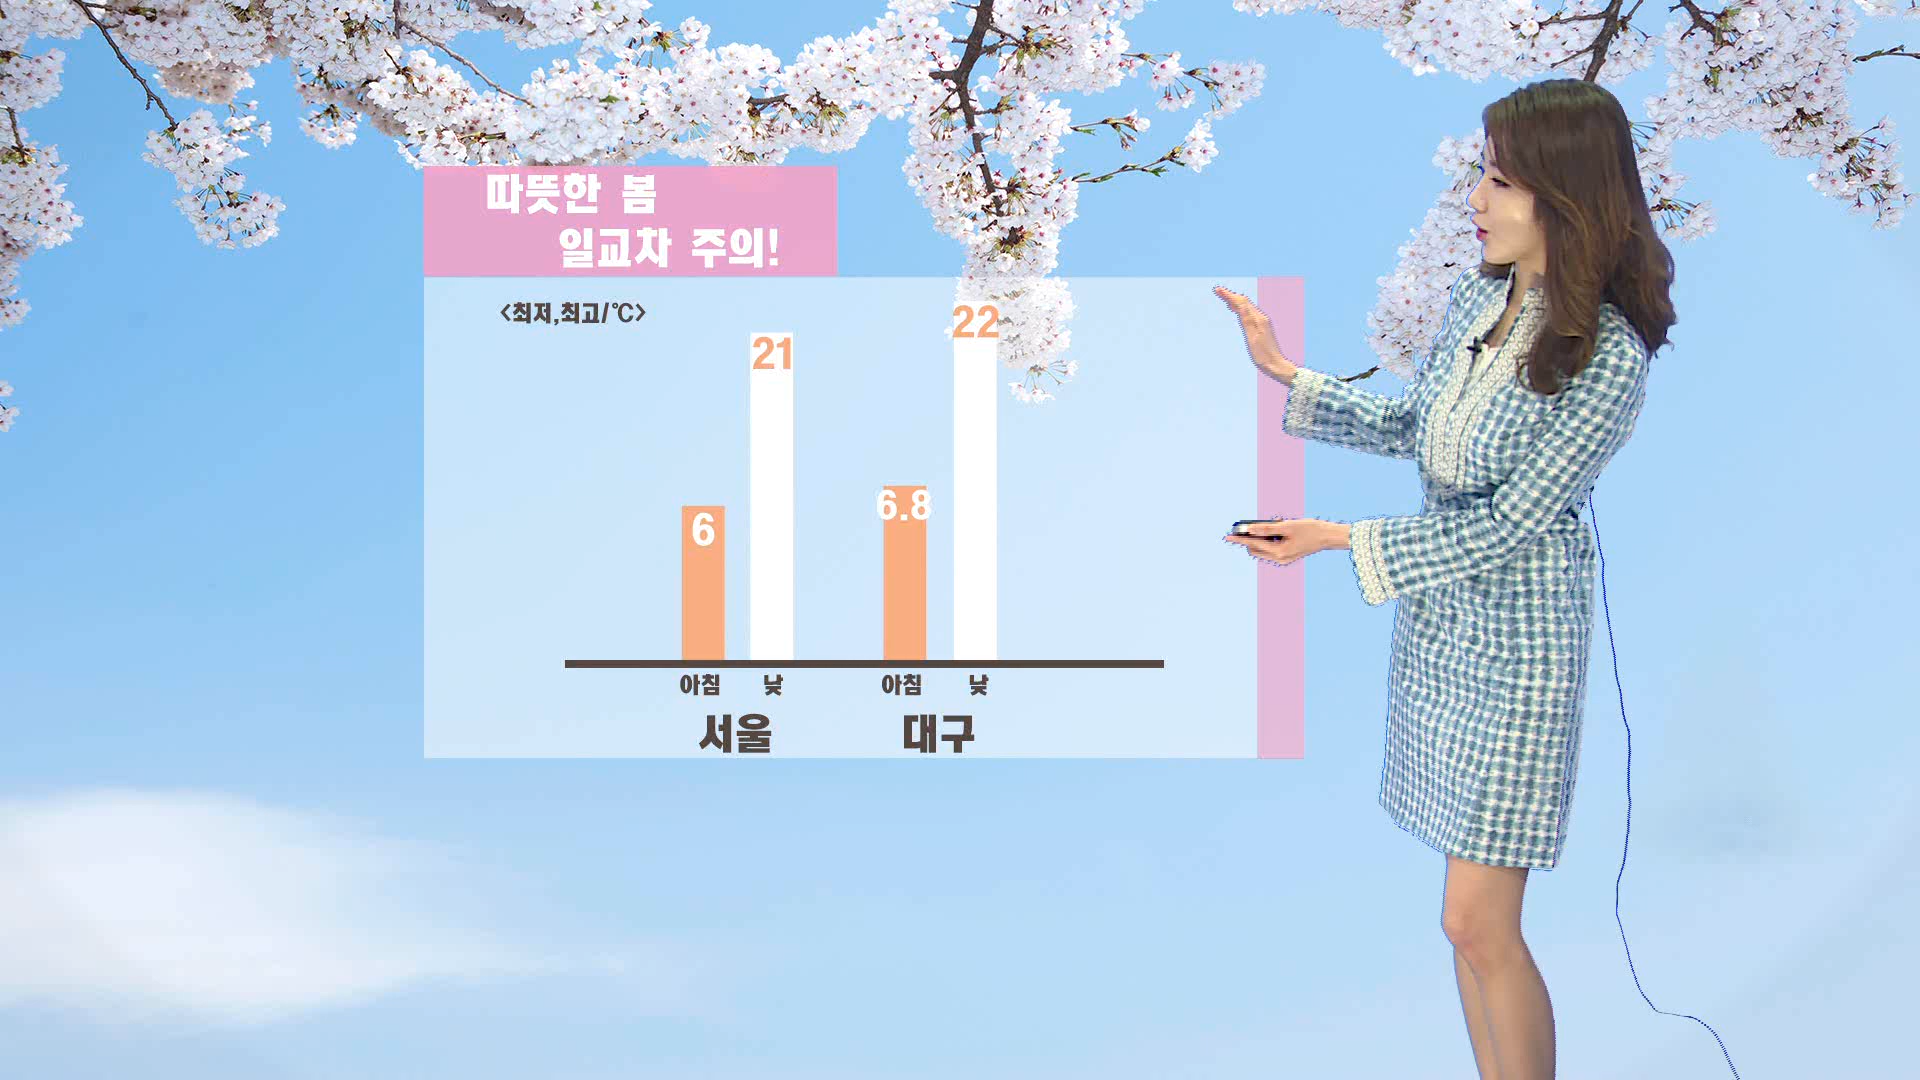 따뜻한 봄
일교차 주의!
<최저,최고/℃>
22
21
6.8
6
아침 낮 아침 낮
서울 대구